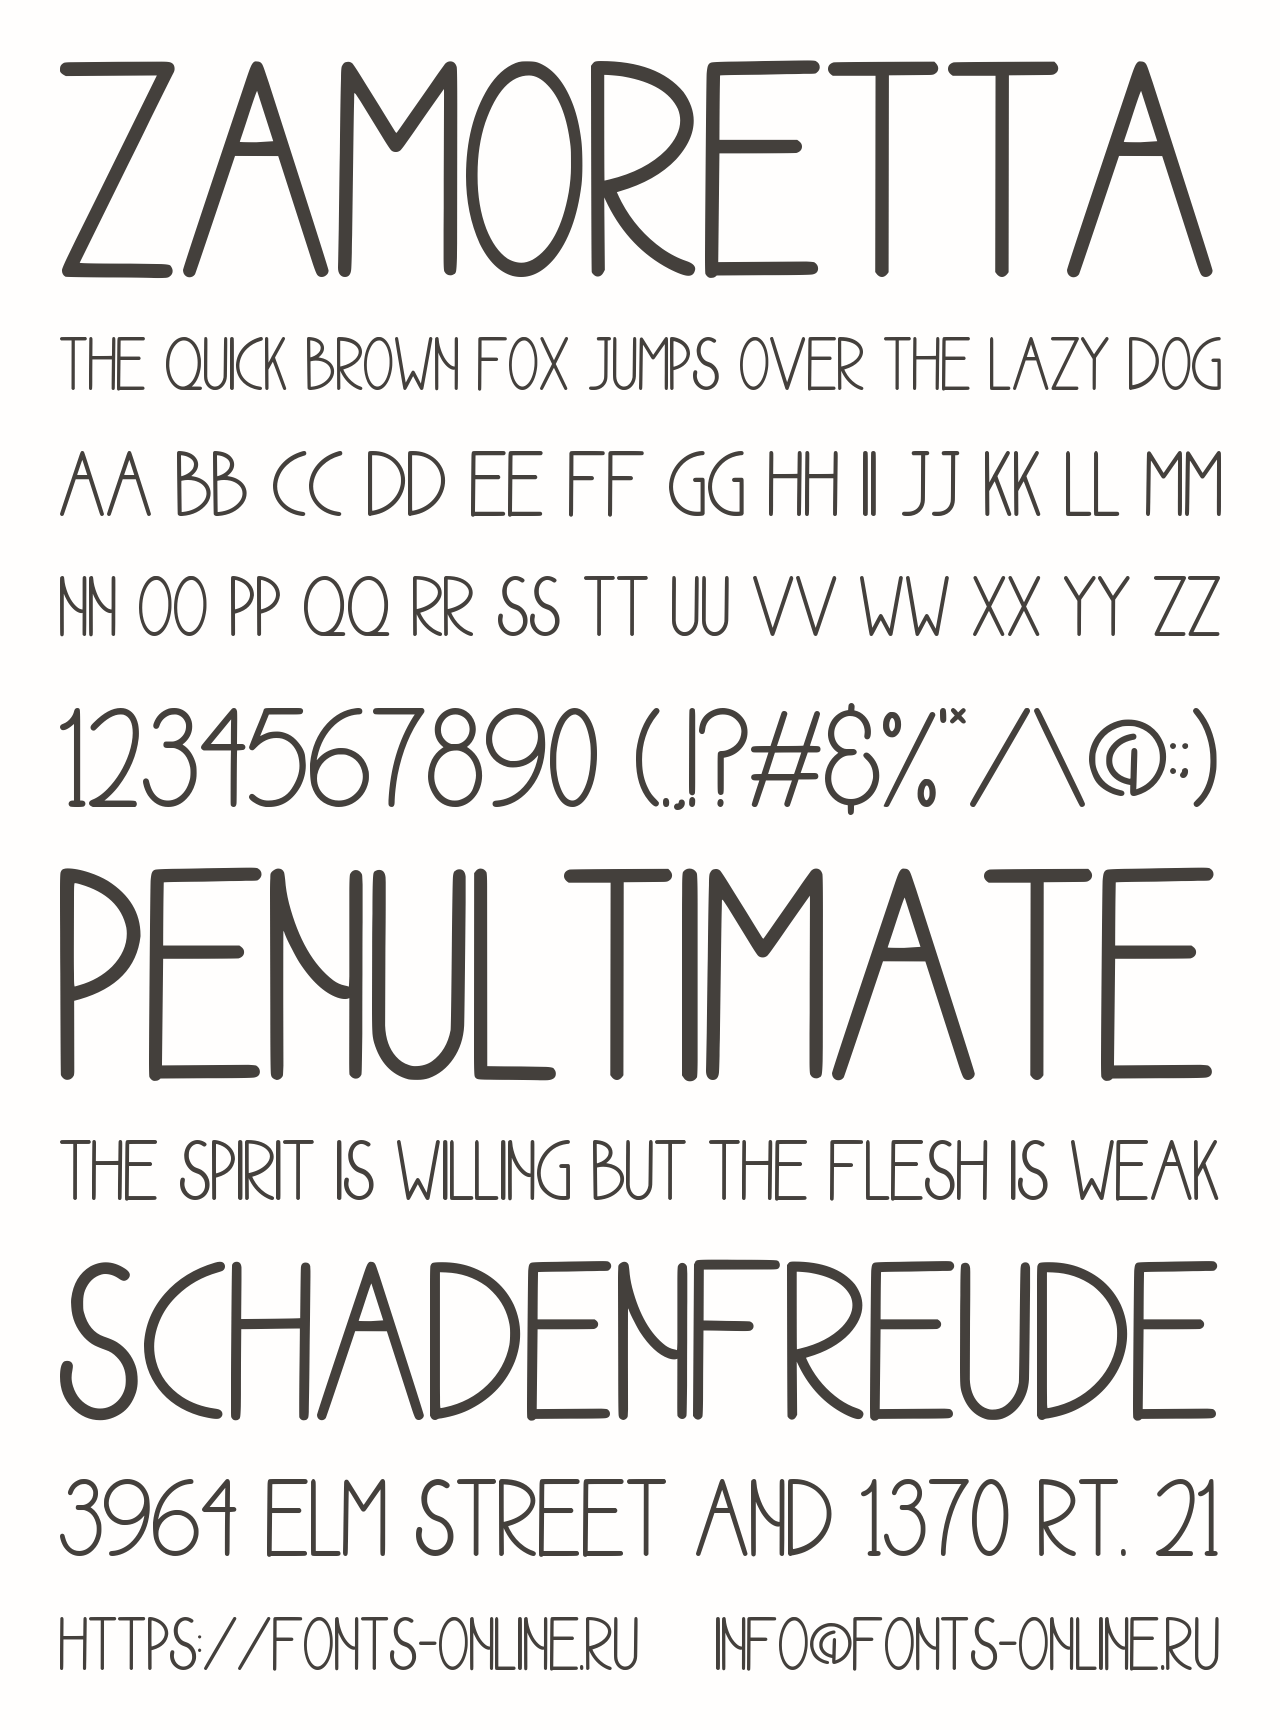 ZAMORETTA
THE QUICK BROWN FOX JUMPS OVER THE LAZY DOG
AA BB CC DD EE FF GG HH II JJ KK LL MM
NN OO PP QQ RR SS TT UU VV WW XX YY ZZ
1234567890 (.,!?#&%'"/\@:;)
PENULTIMATE
THE SPIRIT IS WILLING BUT THE FLESH IS WEAK
SCHADENFREUDE
3964 ELM STREET AND 1370 RT. 21
HTTPS://FONTS-ONLINE.RU INFO@FONTS-ONLINE.RU